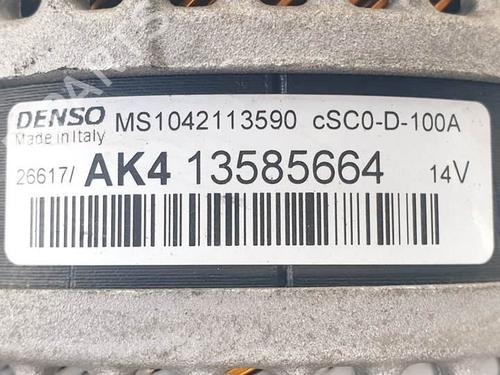 DENSO MS1042113590 cSC0-D-100A
Made in Italy
26617/ AK4 13585664 14V